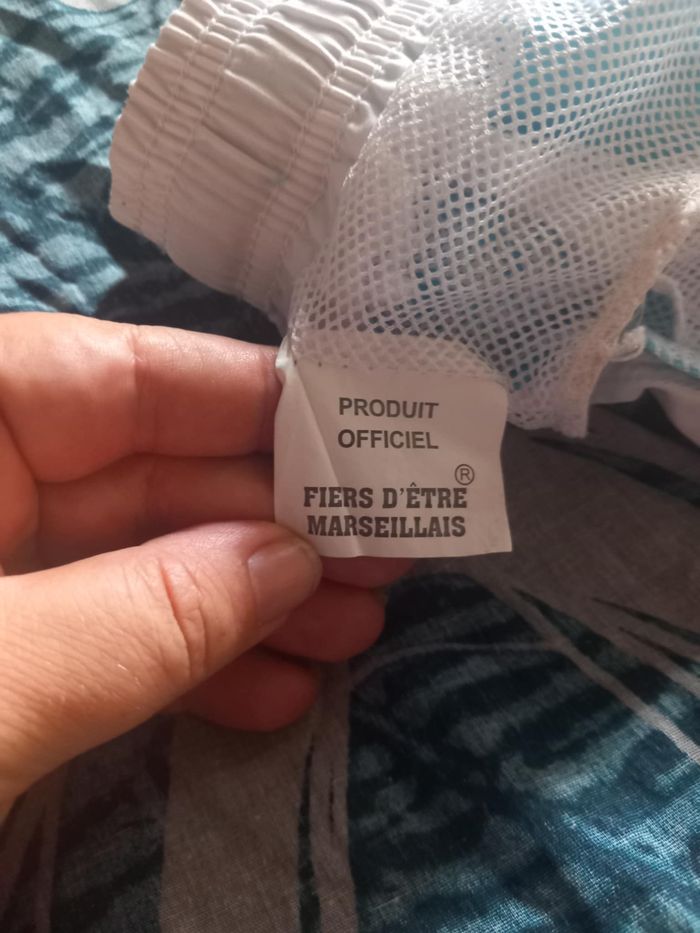 PRODUIT
OFFICIEL
FIERS D'ÊTRE®
MARSEILLAIS